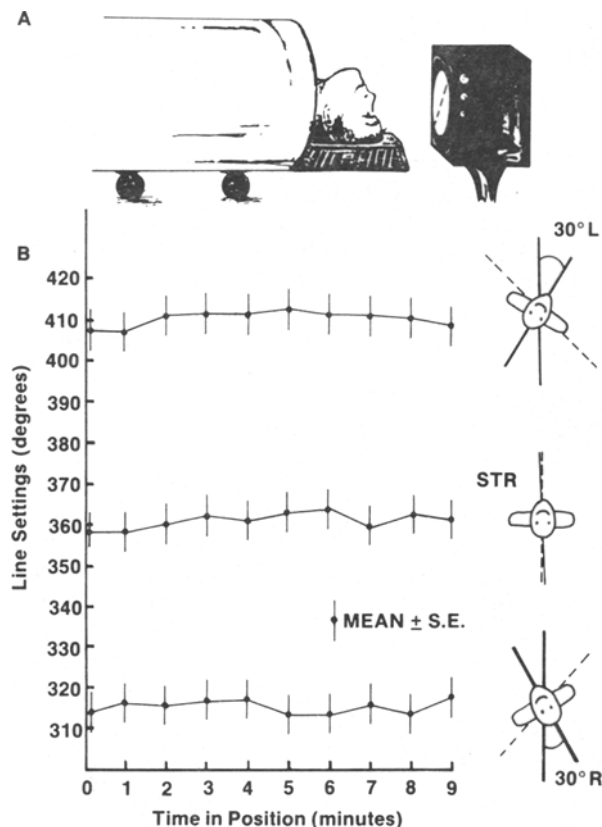 A
B
30°L
420
410
400
390
380
370
STR
360
350
340
MEAN ± S.E.
330
320
310
30°R
0 1 2 3 4 5 6 7 8 9
Line Settings (degrees)
Time in Position (minutes)